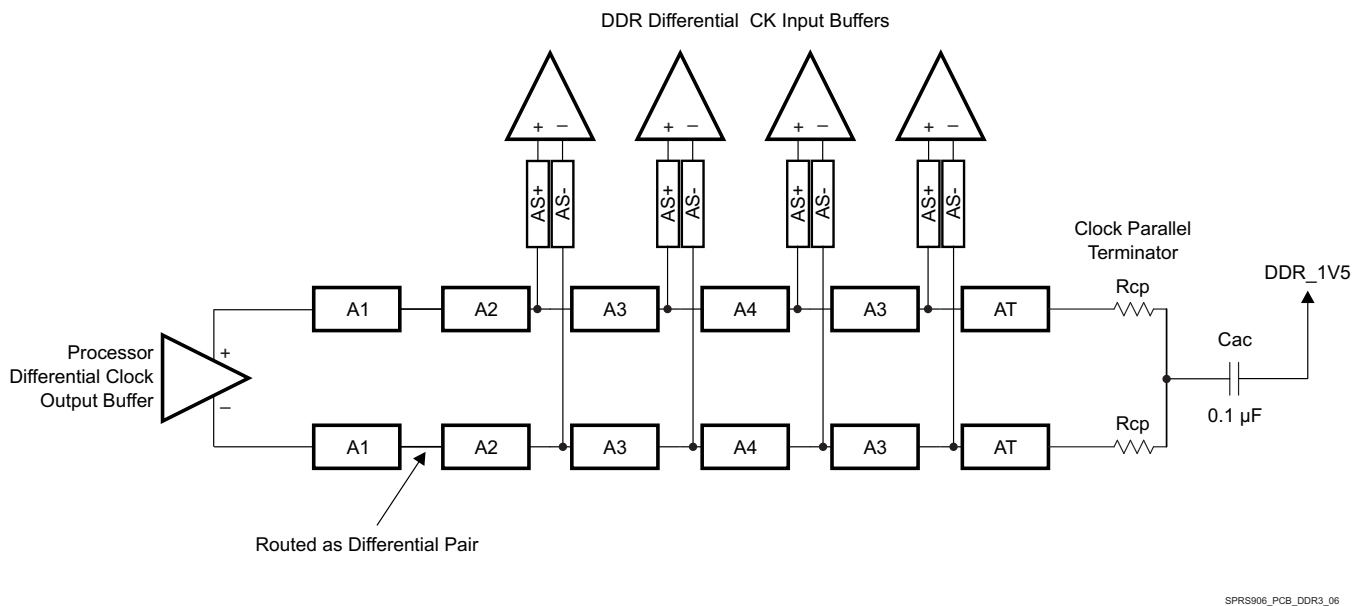 DDR Differential CK Input Buffers
+ –
+ –
+ –
+ –
AS+
AS-
AS+
AS-
AS+
AS-
AS+
AS-
Clock Parallel
Terminator
DDR_1V5
Rcp
A1
A2
A3
A4
A3
AT
Processor
Differential Clock
Output Buffer
+
–
Cac
0.1 µF
Rcp
A1
A2
A3
A4
A3
AT
Routed as Differential Pair
SPRS906_PCB_DDR3_06